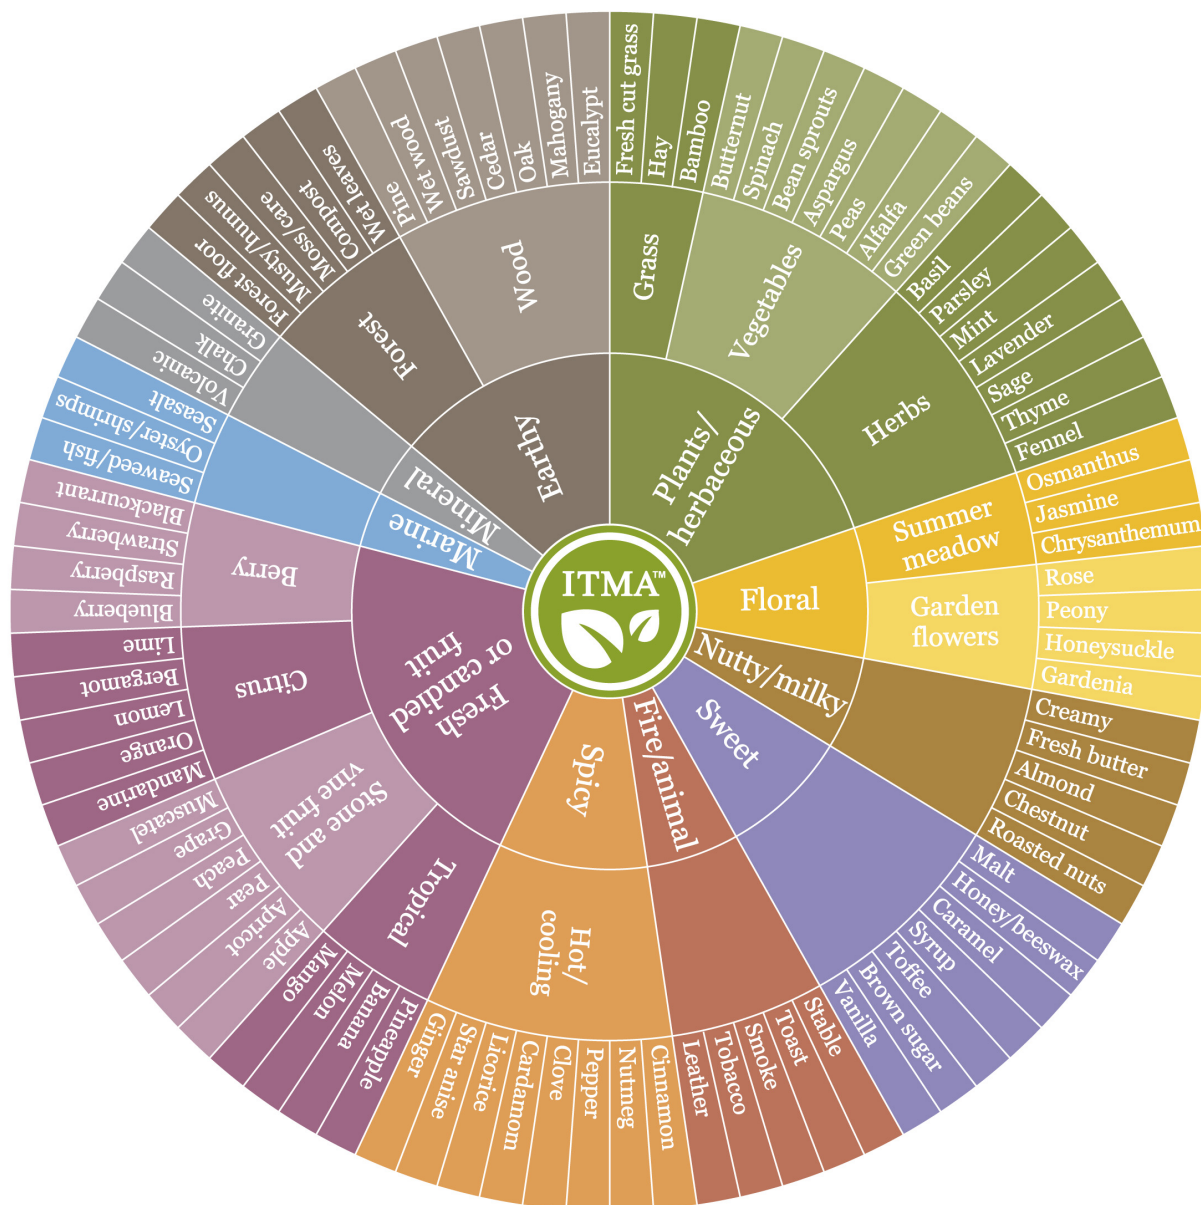 ITMA™
Plants/
herbaceous
Grass
Fresh cut grass
Hay
Bamboo
Vegetables
Butternut
Spinach
Bean sprouts
Aspargus
Peas
Alfalfa
Green beans
Herbs
Basil
Parsley
Mint
Lavender
Sage
Thyme
Fennel
Floral
Summer
meadow
Osmanthus
Jasmine
Chrysanthemum
Garden
flowers
Rose
Peony
Honeysuckle
Gardenia
Nutty/milky
Creamy
Fresh butter
Almond
Chestnut
Roasted nuts
Sweet
Malt
Honey/beeswax
Caramel
Syrup
Toffee
Brown sugar
Vanilla
Fire/animal
Stable
Toast
Smoke
Tobacco
Leather
Spicy
Hot/
cooling
Cinnamon
Nutmeg
Pepper
Clove
Cardamom
Licorice
Star anise
Ginger
Fresh
or candied
fruit
Tropical
Pineapple
Banana
Melon
Mango
Stone and
vine fruit
Apple
Apricot
Pear
Peach
Grape
Muscatel
Citrus
Mandarine
Orange
Lemon
Bergamot
Lime
Berry
Blueberry
Raspberry
Strawberry
Blackcurrant
Marine
Seaweed/fish
Oyster/shrimps
Seasalt
Mineral
Volcanic
Chalk
Granite
Earthy
Forest
Forest floor
Musty/humus
Moss/care
Compost
Wet leaves
Wood
Pine
Wet wood
Sawdust
Cedar
Oak
Mahogany
Eucalypt